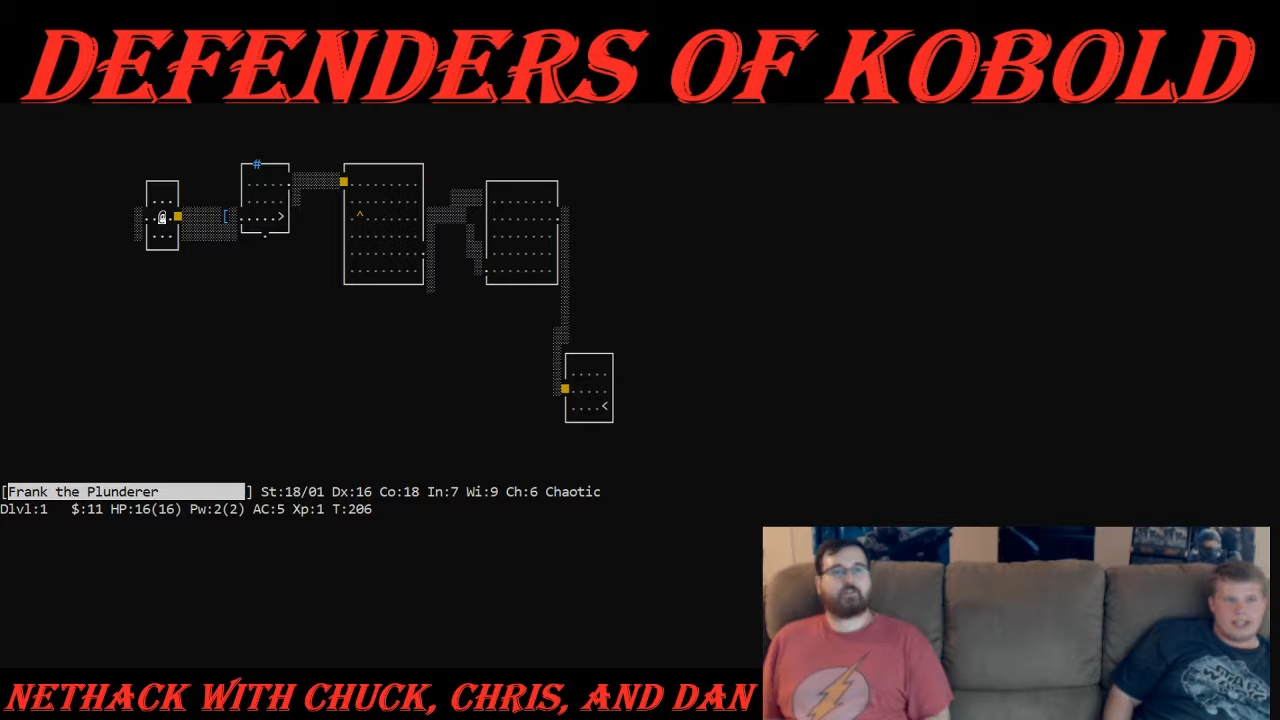 DEFENDERS OF KOBOLD
[Frank the Plunderer ] St:18/01 Dx:16 Co:18 In:7 Wi:9 Ch:6 Chaotic
Dlvl:1 $:11 HP:16(16) Pw:2(2) AC:5 Xp:1 T:206
NETHACK WITH CHUCK, CHRIS, AND DAN